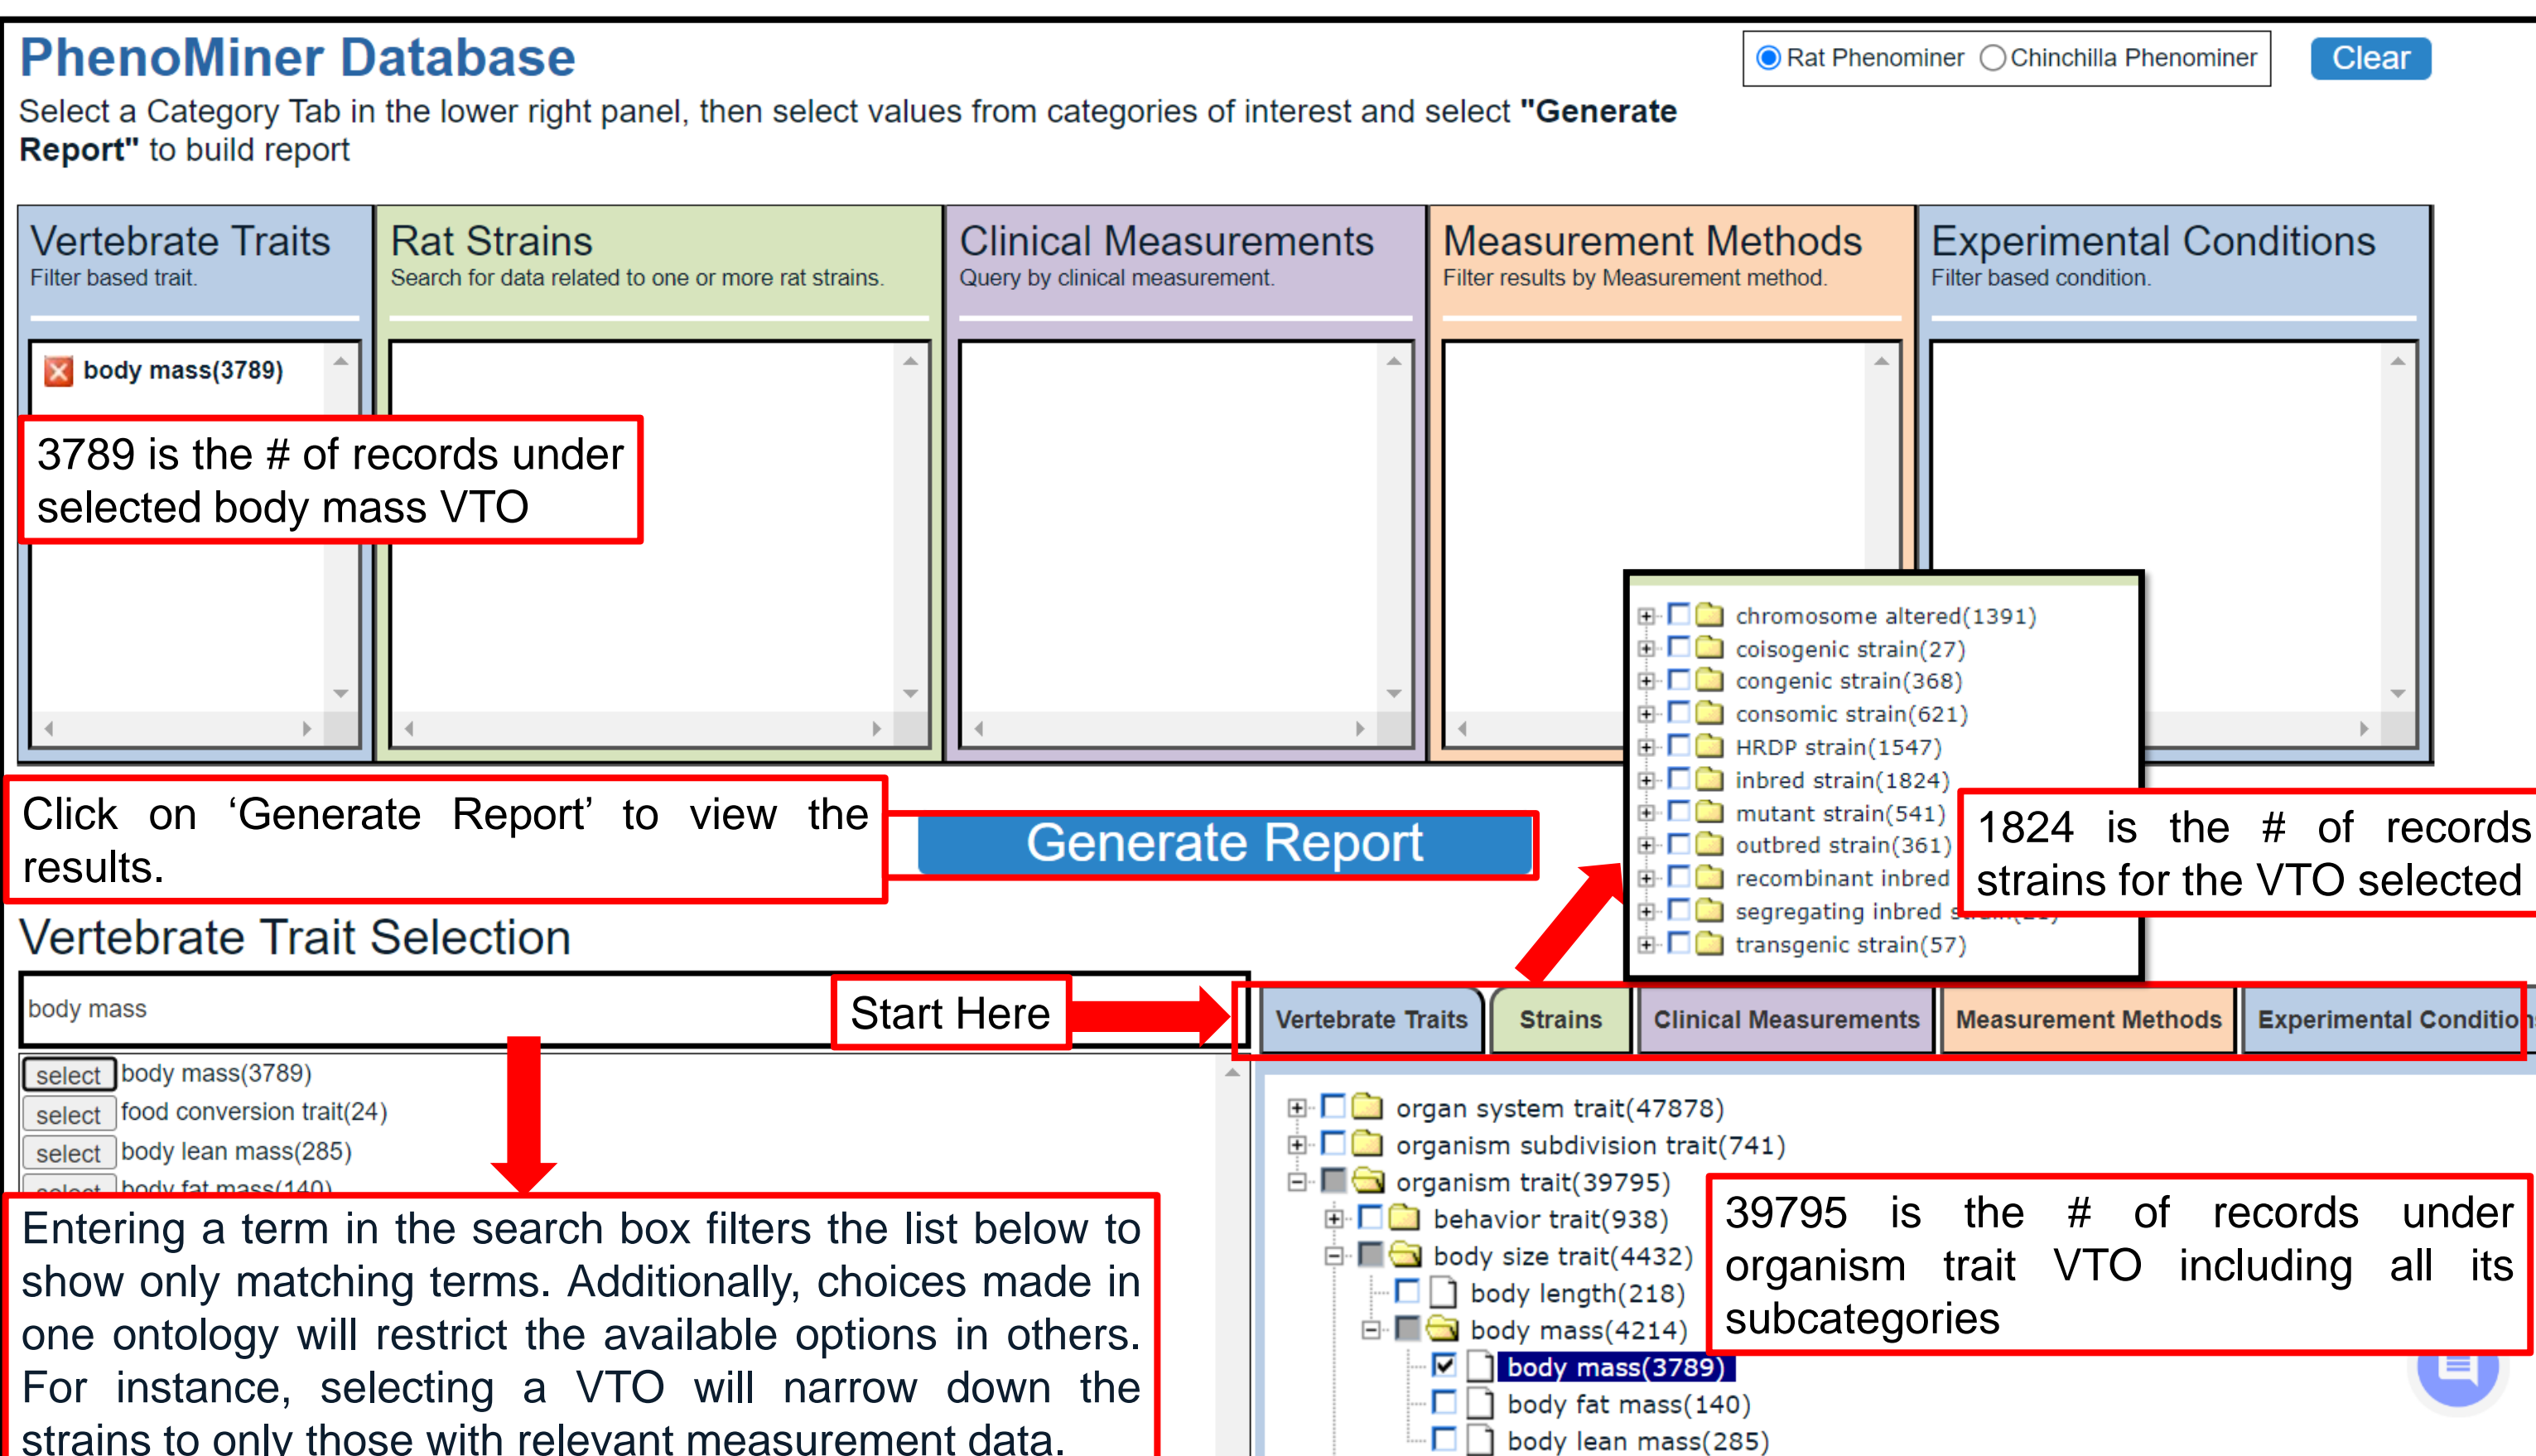 PhenoMiner Database
Rat Phenominer Chinchilla Phenominer
Clear
Select a Category Tab in the lower right panel, then select values from categories of interest and select "Generate
Report" to build report
Vertebrate Traits
Filter based trait.
Rat Strains
Search for data related to one or more rat strains.
Clinical Measurements
Query by clinical measurement.
Measurement Methods
Filter results by Measurement method.
Experimental Conditions
Filter based condition.
body mass(3789)
3789 is the # of records under
selected body mass VTO
chromosome altered(1391)
coisogenic strain(27)
congenic strain(368)
consomic strain(621)
HRDP strain(1547)
inbred strain(1824)
mutant strain(541)
outbred strain(361)
recombinant inbred
segregating inbred
transgenic strain(57)
1824 is the # of records
strains for the VTO selected
Click on ‘Generate Report’ to view the
results.
Generate Report
Vertebrate Trait Selection
body mass
Start Here
Vertebrate Traits
Strains
Clinical Measurements
Measurement Methods
Experimental Conditions
select body mass(3789)
select food conversion trait(24)
select body lean mass(285)
select body fat mass(140)
Entering a term in the search box filters the list below to
show only matching terms. Additionally, choices made in
one ontology will restrict the available options in others.
For instance, selecting a VTO will narrow down the
strains to only those with relevant measurement data.
organ system trait(47878)
organism subdivision trait(741)
organism trait(39795)
behavior trait(938)
body size trait(4432)
body length(218)
body mass(4214)
body mass(3789)
body fat mass(140)
body lean mass(285)
39795 is the # of records under
organism trait VTO including all its
subcategories